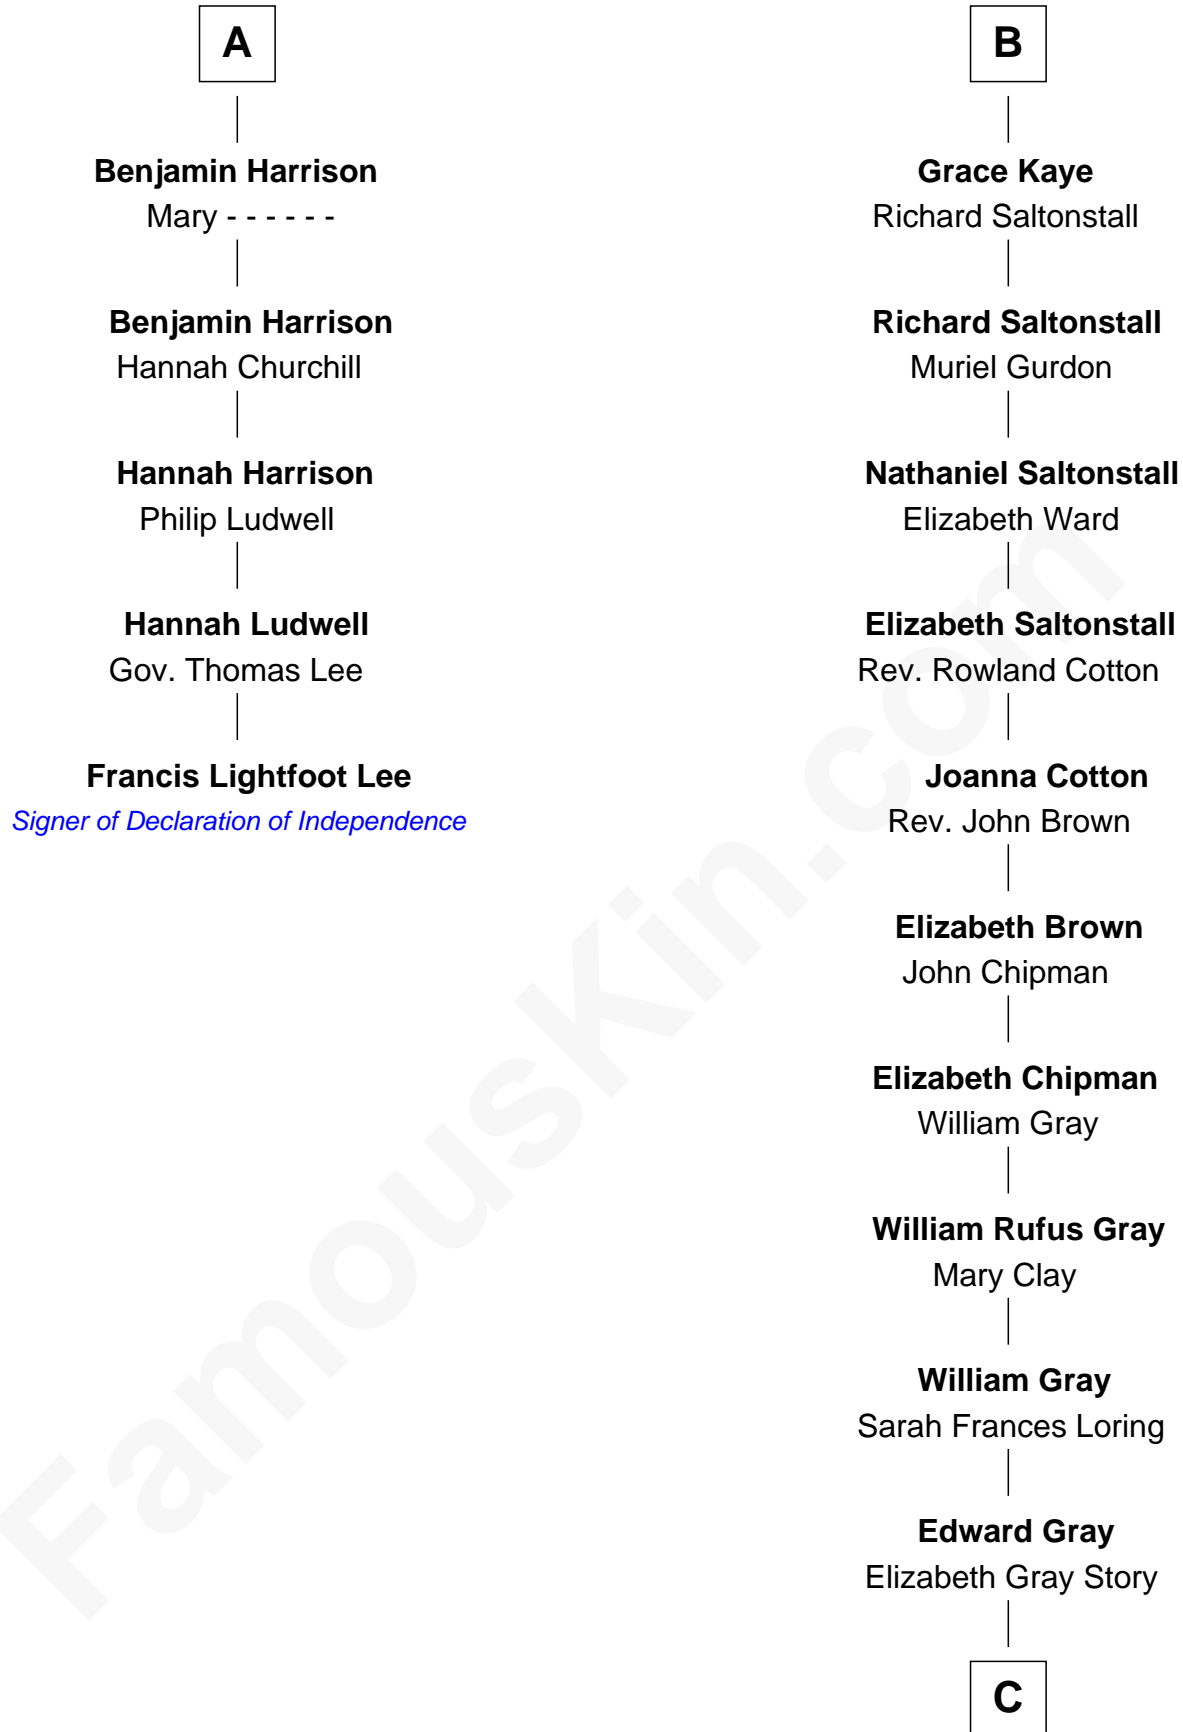 A
Benjamin Harrison
Mary - - - - - -
Benjamin Harrison
Hannah Churchill
Hannah Harrison
Philip Ludwell
Hannah Ludwell
Gov. Thomas Lee
Francis Lightfoot Lee
Signer of Declaration of Independence
B
Grace Kaye
Richard Saltonstall
Richard Saltonstall
Muriel Gurdon
Nathaniel Saltonstall
Elizabeth Ward
Elizabeth Saltonstall
Rev. Rowland Cotton
Joanna Cotton
Rev. John Brown
Elizabeth Brown
John Chipman
Elizabeth Chipman
William Gray
William Rufus Gray
Mary Clay
William Gray
Sarah Frances Loring
Edward Gray
Elizabeth Gray Story
C
FamousKin.com